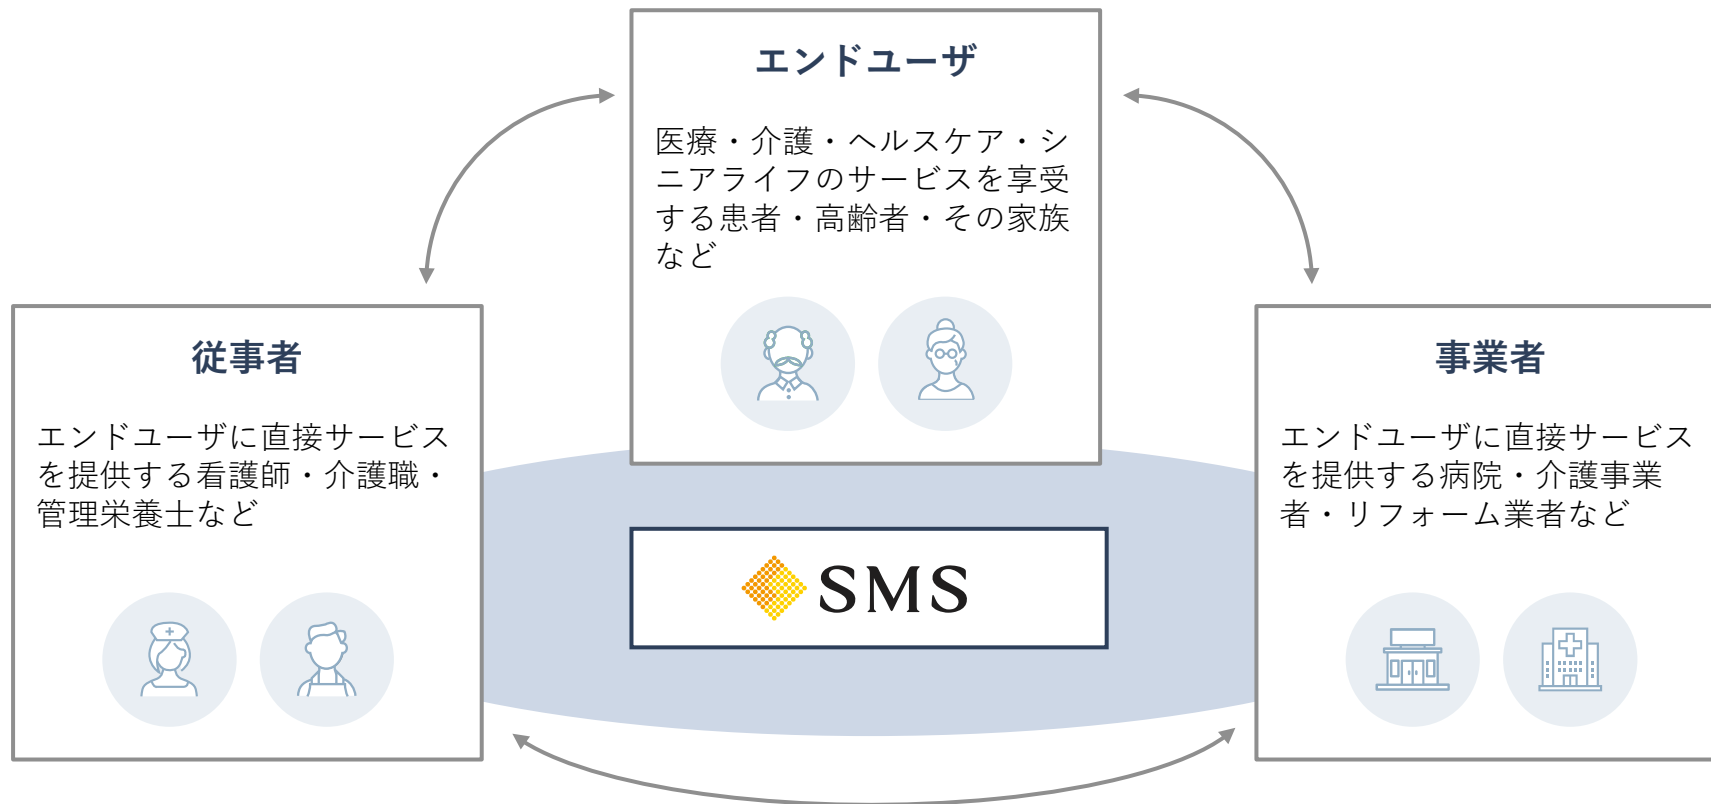 エンドユーザ
医療・介護・ヘルスケア・シ
ニアライフのサービスを享受
する患者・高齢者・その家族
など
従事者
エンドユーザに直接サービス
を提供する看護師・介護職・
管理栄養士など
事業者
エンドユーザに直接サービス
を提供する病院・介護事業
者・リフォーム業者など
SMS